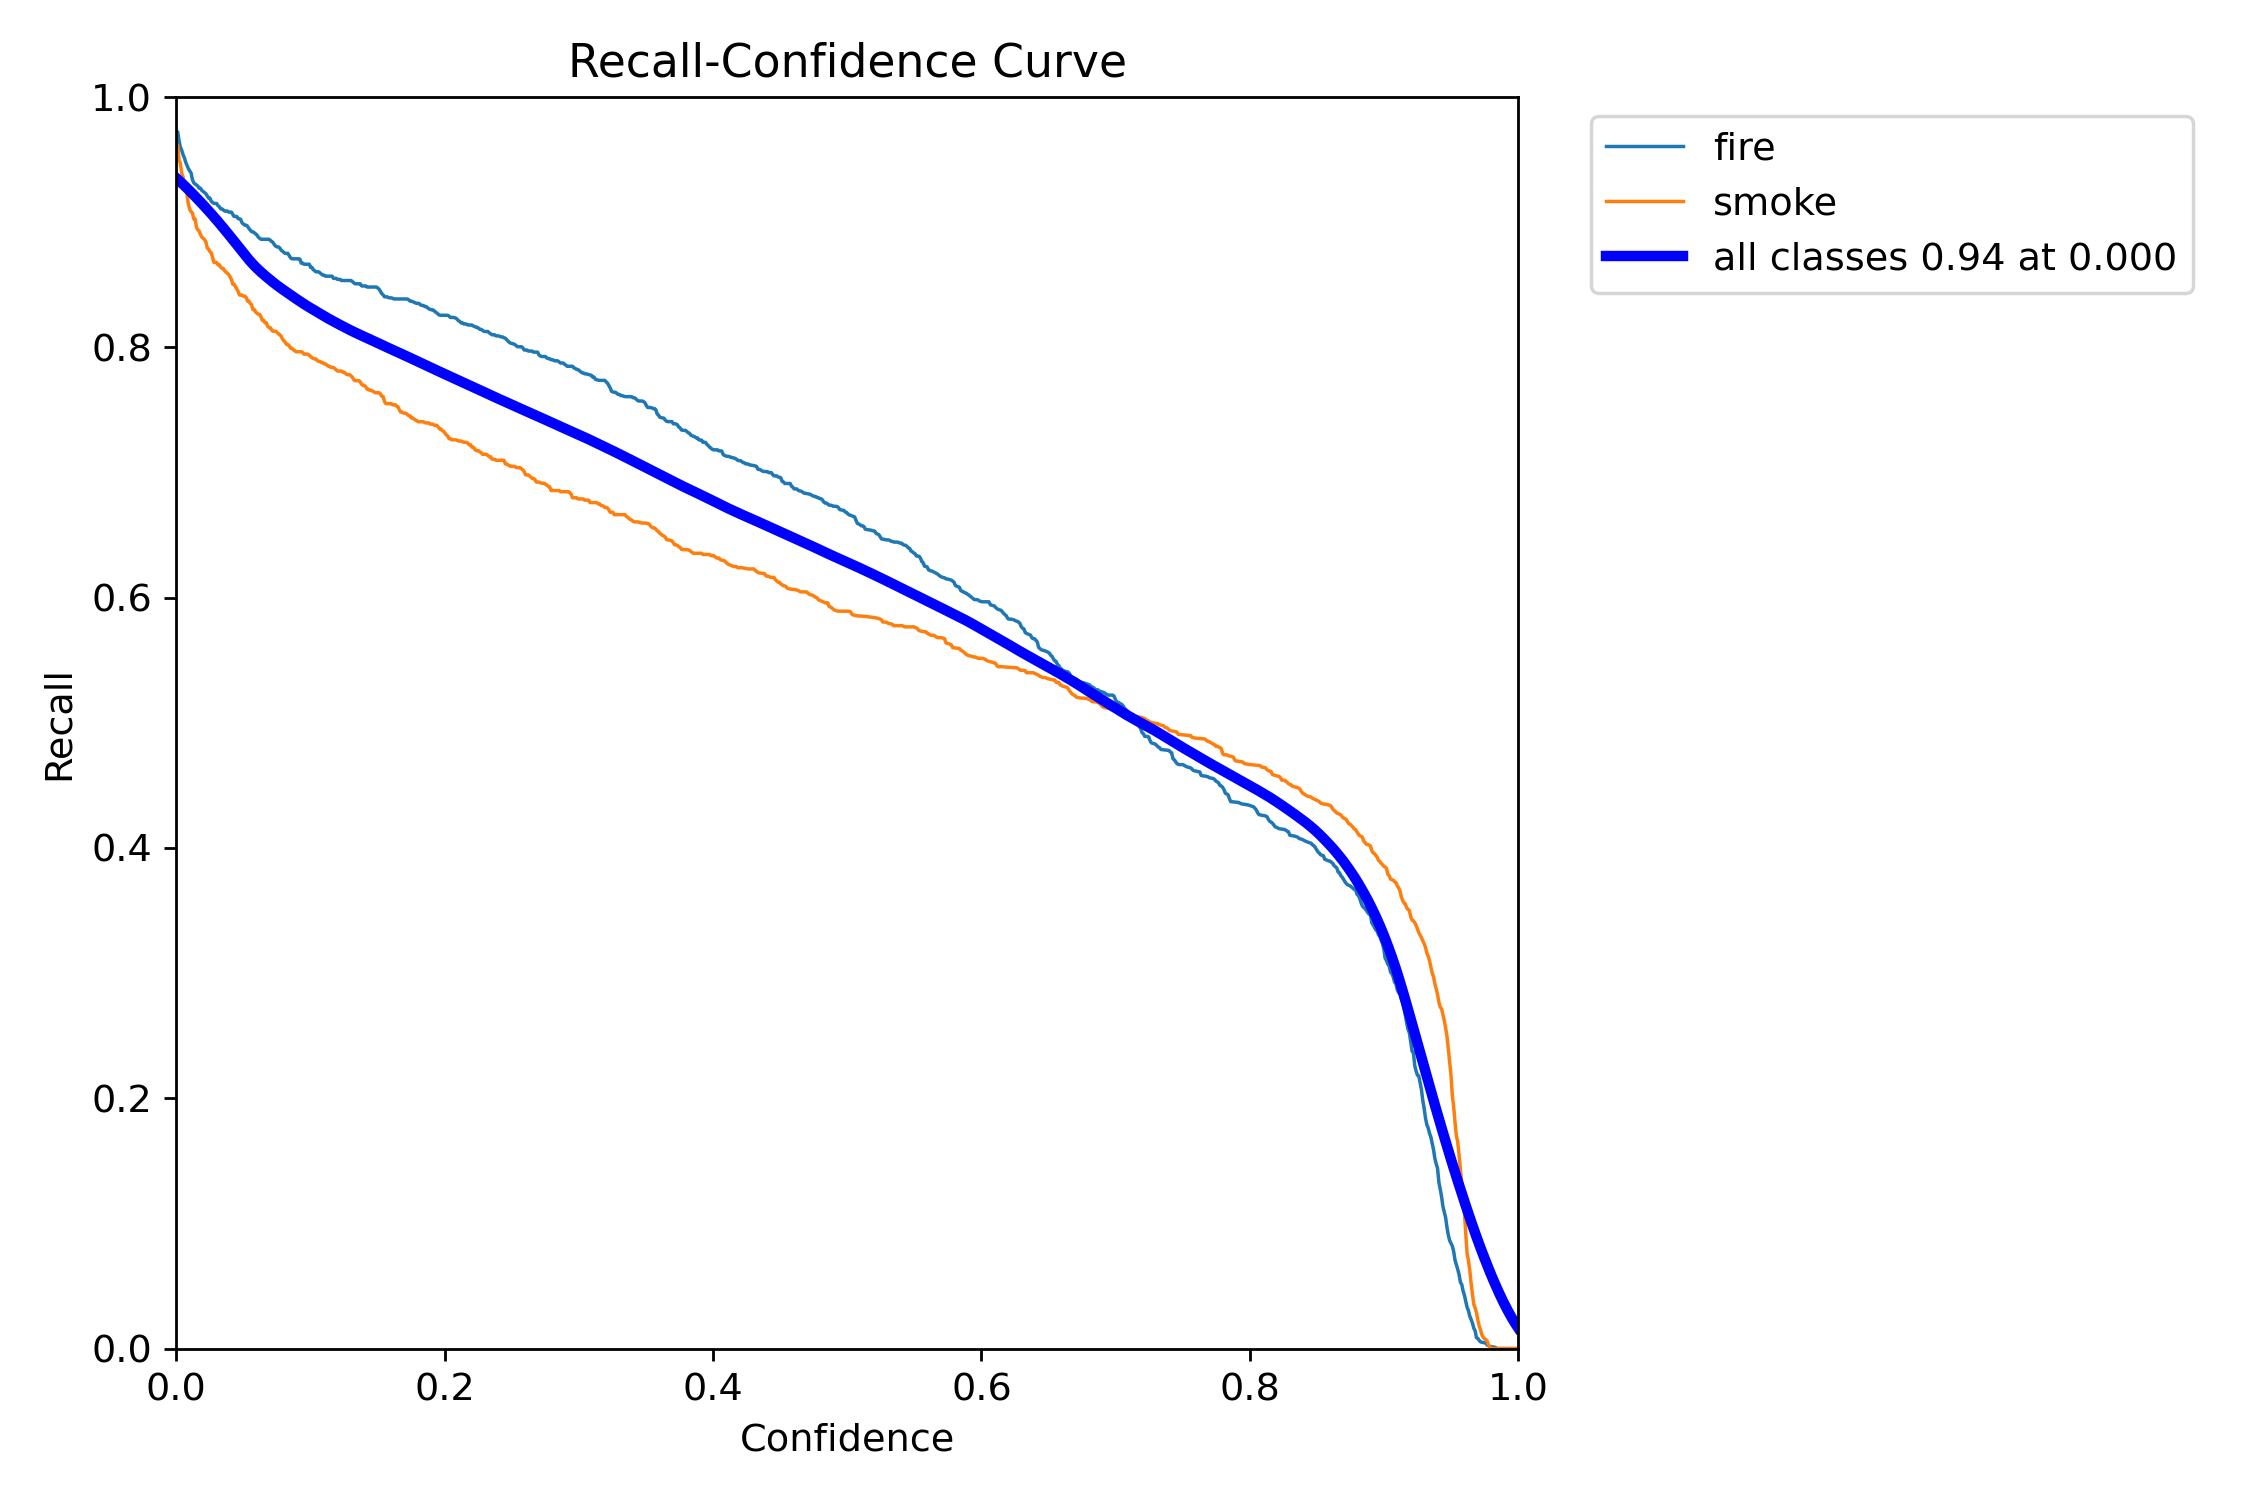 Recall-Confidence Curve
1.0
0.8
0.6
0.4
0.2
0.0
Recall
0.0 0.2 0.4 0.6 0.8 1.0
Confidence
fire
smoke
all classes 0.94 at 0.000